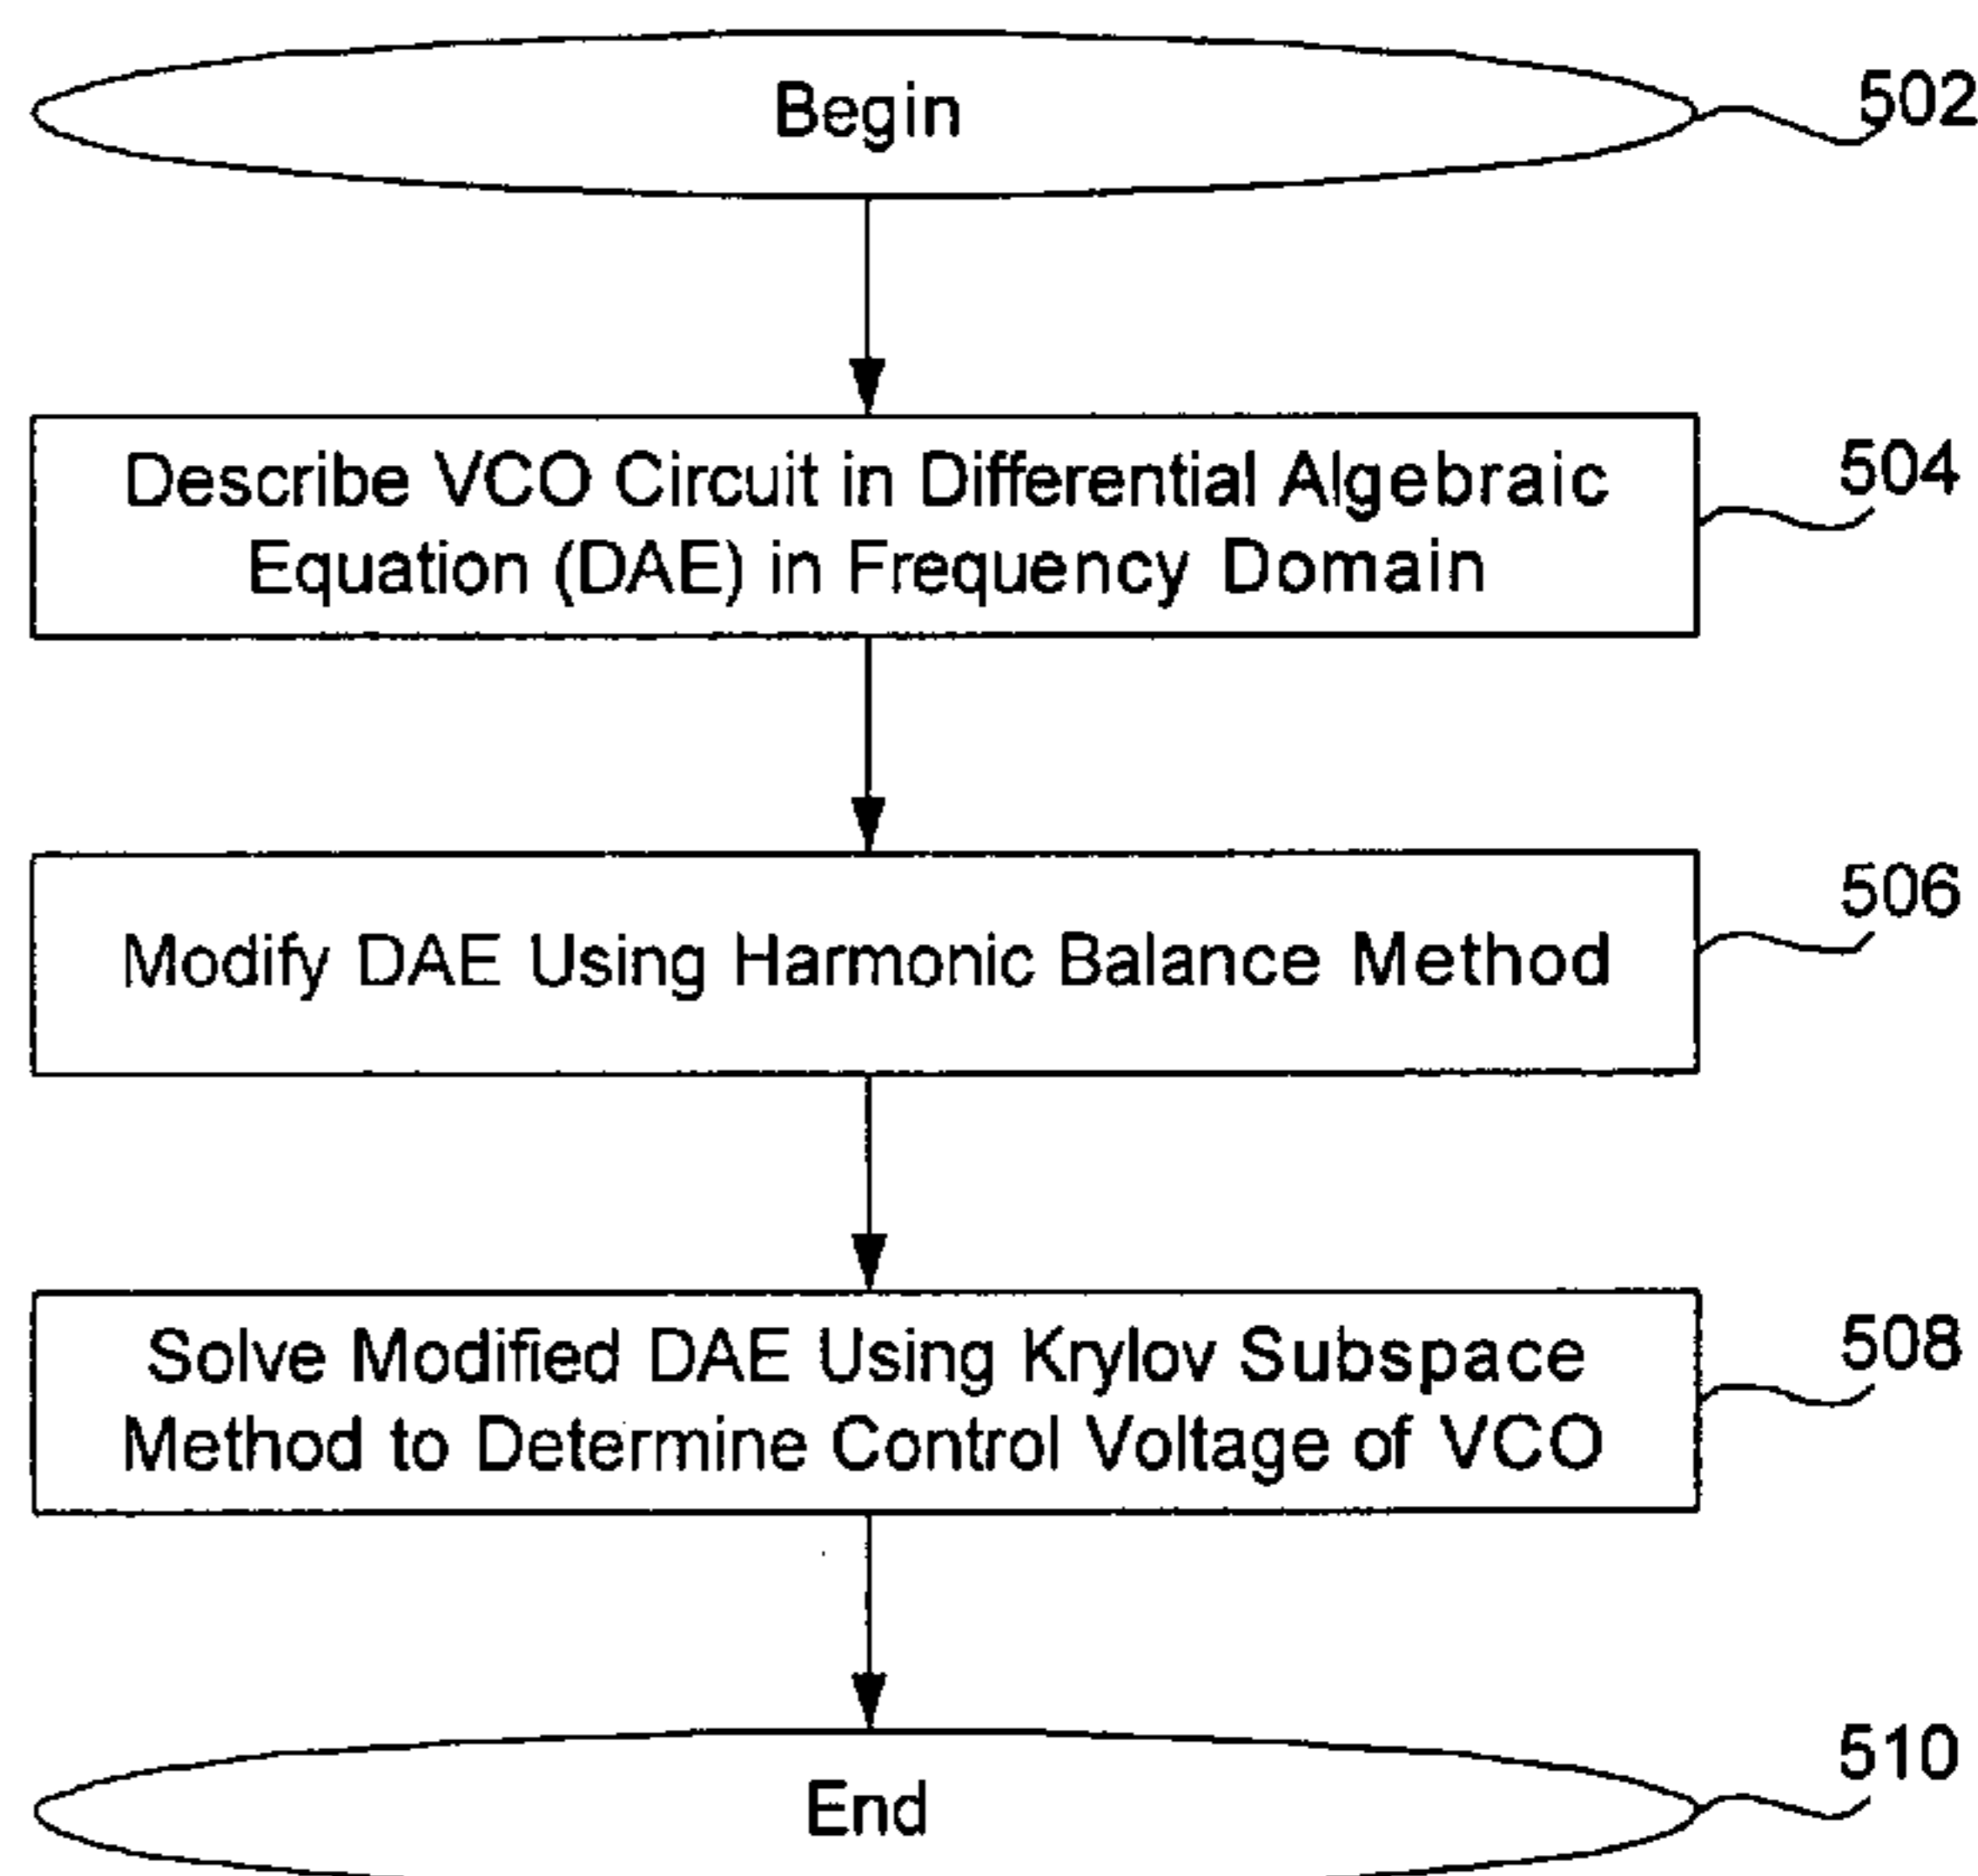 Begin
502
Describe VCO Circuit in Differential Algebraic
Equation (DAE) in Frequency Domain
504
Modify DAE Using Harmonic Balance Method
506
Solve Modified DAE Using Krylov Subspace
Method to Determine Control Voltage of VCO
508
End
510